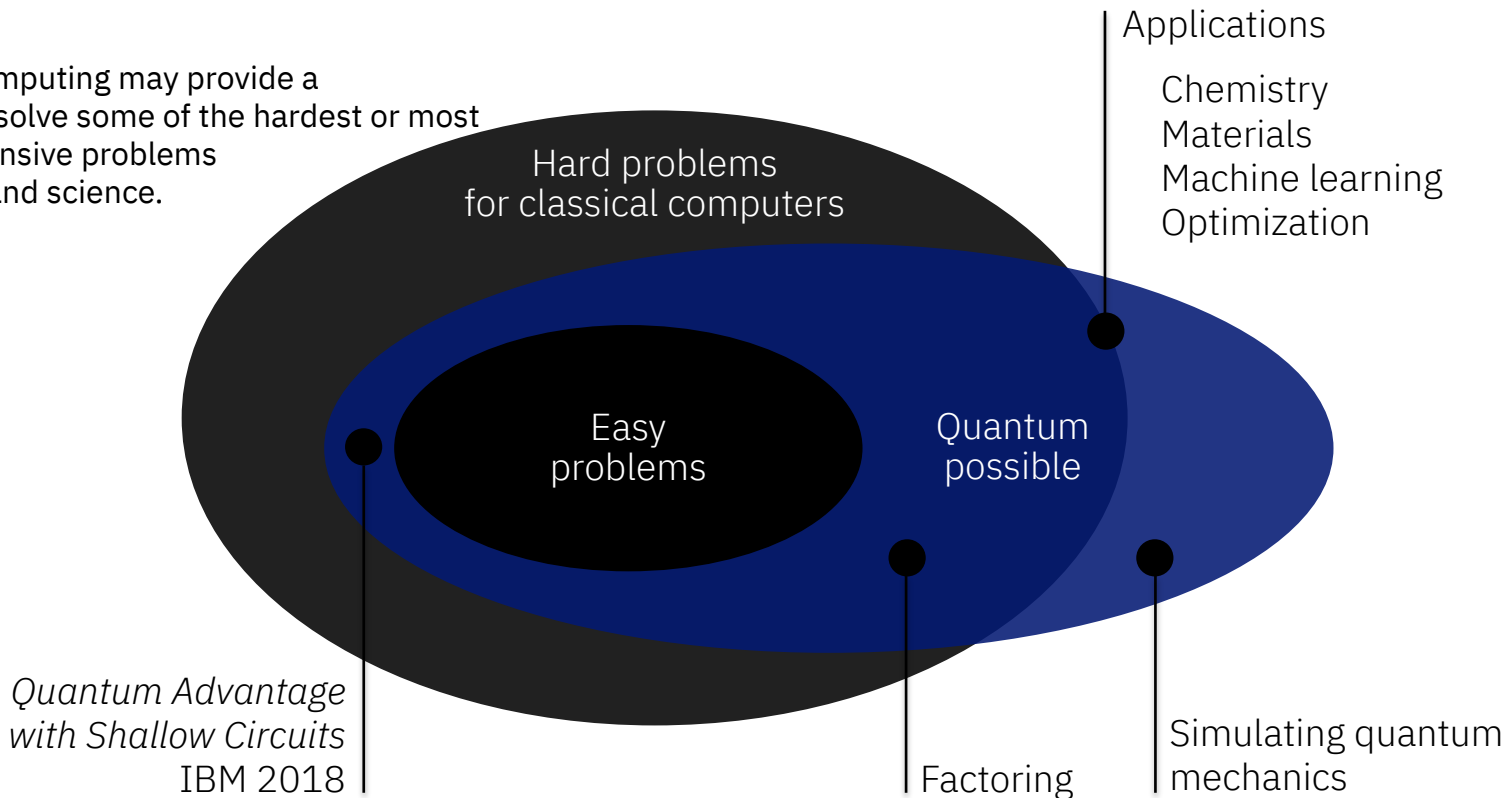 mputing may provide a
solve some of the hardest or most
nsive problems
nd science.
Hard problems
for classical computers
Easy
problems
Quantum
possible
Applications
Chemistry
Materials
Machine learning
Optimization
Quantum Advantage
with Shallow Circuits
IBM 2018
Factoring
Simulating quantum
mechanics